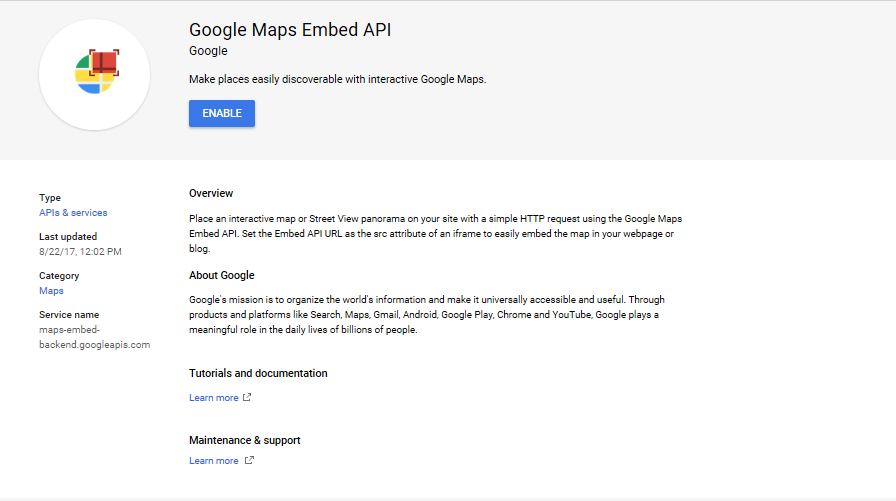 Google Maps Embed API
Google
Make places easily discoverable with interactive Google Maps.
ENABLE
Type
APIs & services
Last updated
8/22/17, 12:02 PM
Category
Maps
Service name
maps-embed-
backend.googleapis.com
Overview
Place an interactive map or Street View panorama on your site with a simple HTTP request using the Google Maps
Embed API. Set the Embed API URL as the src attribute of an iframe to easily embed the map in your webpage or
blog.
About Google
Google's mission is to organize the world's information and make it universally accessible and useful. Through
products and platforms like Search, Maps, Gmail, Android, Google Play, Chrome and YouTube, Google plays a
meaningful role in the daily lives of billions of people.
Tutorials and documentation
Learn more
Maintenance & support
Learn more